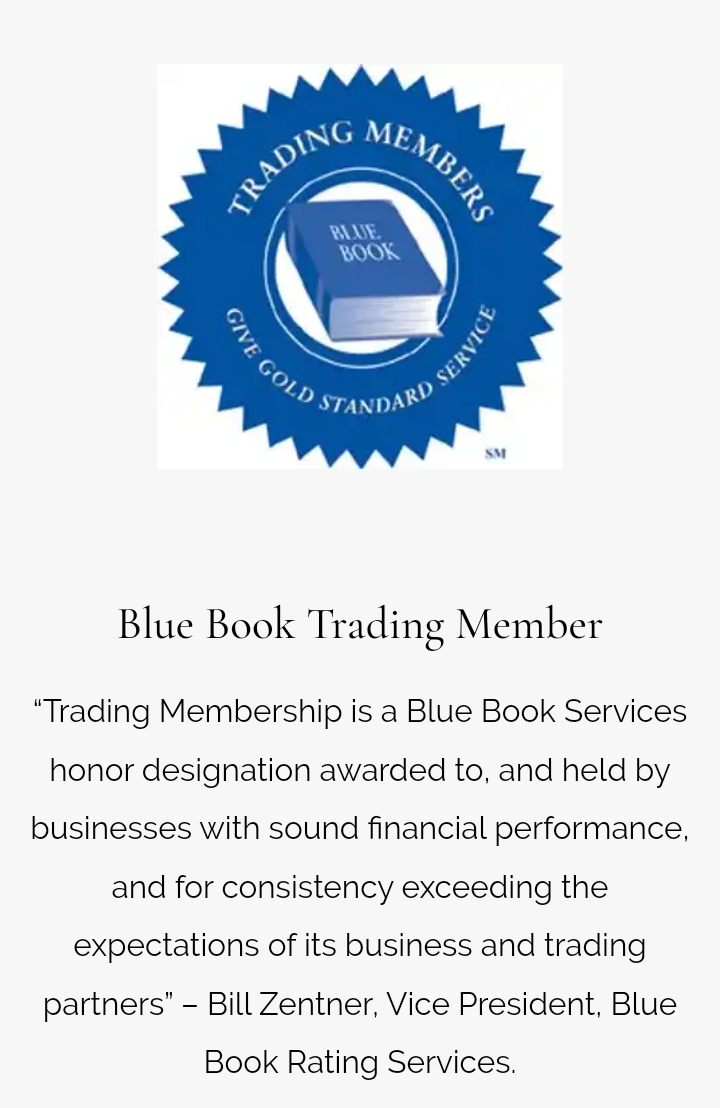 TRADING MEMBERS
BLUE
BOOK
GIVE GOLD STANDARD SERVICE
SM
Blue Book Trading Member
“Trading Membership is a Blue Book Services
honor designation awarded to, and held by
businesses with sound financial performance,
and for consistency exceeding the
expectations of its business and trading
partners” – Bill Zentner, Vice President, Blue
Book Rating Services.